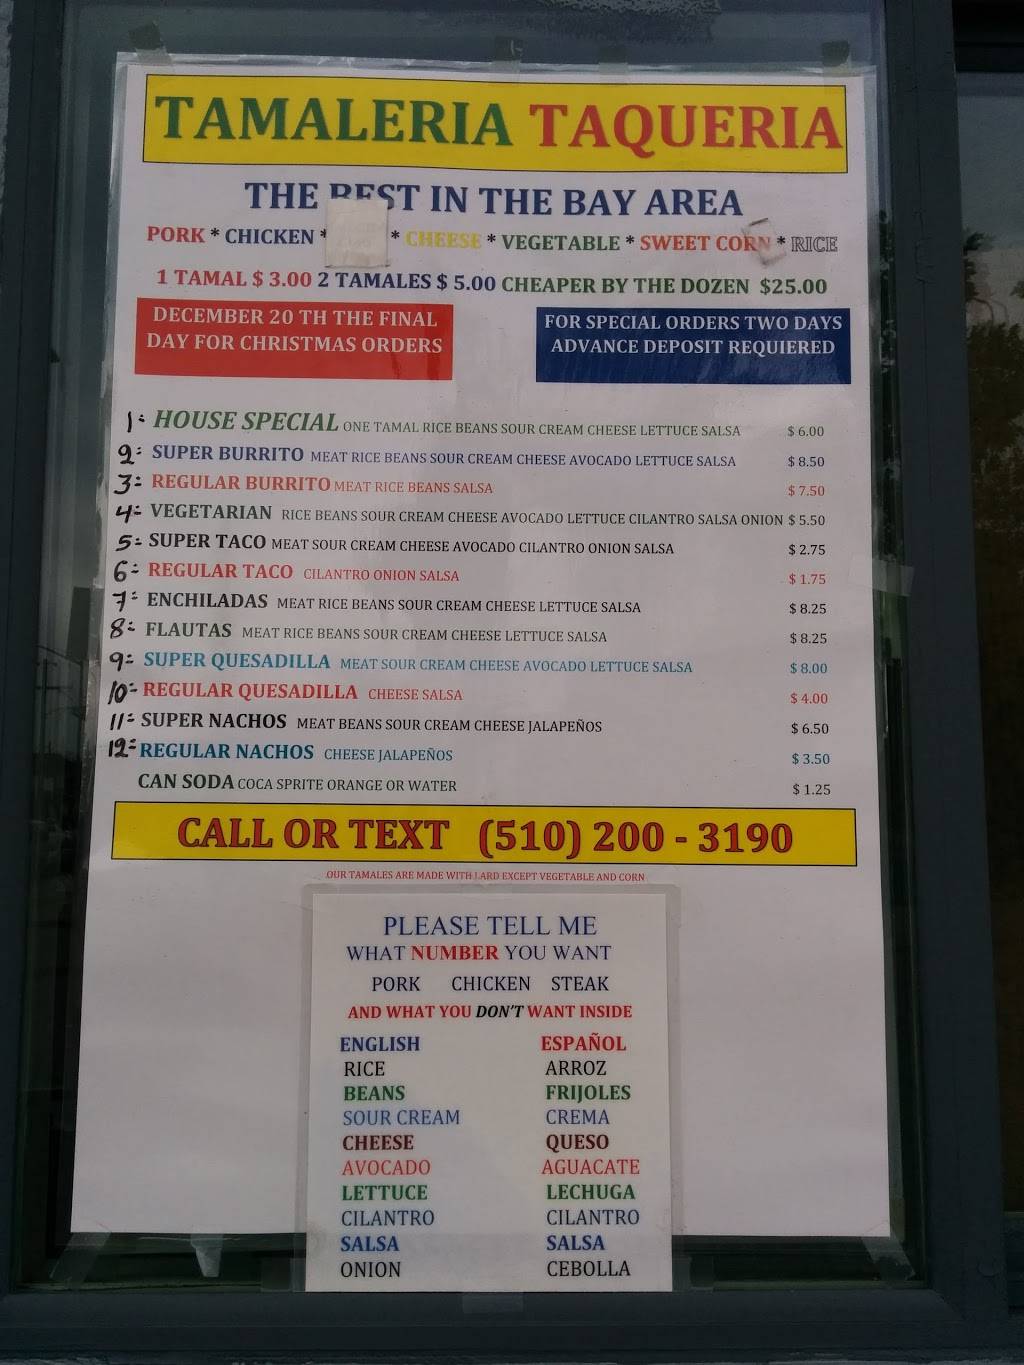 TAMALERIA TAQUERIA
THE BEST IN THE BAY AREA
PORK * CHICKEN * * CHEESE * VEGETABLE * SWEET CORN * RICE
1 TAMAL $ 3.00 2 TAMALES $ 5.00 CHEAPER BY THE DOZEN $25.00
DECEMBER 20 TH THE FINAL
DAY FOR CHRISTMAS ORDERS
FOR SPECIAL ORDERS TWO DAYS
ADVANCE DEPOSIT REQUIERED
1- HOUSE SPECIAL ONE TAMAL RICE BEANS SOUR CREAM CHEESE LETTUCE SALSA $ 6.00
2- SUPER BURRITO MEAT RICE BEANS SOUR CREAM CHEESE AVOCADO LETTUCE SALSA $ 8.50
3- REGULAR BURRITO MEAT RICE BEANS SALSA $ 7.50
4- VEGETARIAN RICE BEANS SOUR CREAM CHEESE AVOCADO LETTUCE CILANTRO SALSA ONION $ 5.50
5- SUPER TACO MEAT SOUR CREAM CHEESE AVOCADO CILANTRO ONION SALSA $ 2.75
6- REGULAR TACO CILANTRO ONION SALSA $ 1.75
7- ENCHILADAS MEAT RICE BEANS SOUR CREAM CHEESE LETTUCE SALSA $ 8.25
8- FLAUTAS MEAT RICE BEANS SOUR CREAM CHEESE LETTUCE SALSA $ 8.25
9- SUPER QUESADILLA MEAT SOUR CREAM CHEESE AVOCADO LETTUCE SALSA $ 8.00
10- REGULAR QUESADILLA CHEESE SALSA $ 4.00
11- SUPER NACHOS MEAT BEANS SOUR CREAM CHEESE JALAPEÑOS $ 6.50
12- REGULAR NACHOS CHEESE JALAPEÑOS $ 3.50
CAN SODA COCA SPRITE ORANGE OR WATER $ 1.25
CALL OR TEXT (510) 200 - 3190
OUR TAMALES ARE MADE WITH LARD EXCEPT VEGETABLE AND CORN
PLEASE TELL ME
WHAT NUMBER YOU WANT
PORK CHICKEN STEAK
AND WHAT YOU DON'T WANT INSIDE
ENGLISH ESPAÑOL
RICE ARROZ
BEANS FRIJOLES
SOUR CREAM CREMA
CHEESE QUESO
AVOCADO AGUACATE
LETTUCE LECHUGA
CILANTRO CILANTRO
SALSA SALSA
ONION CEBOLLA